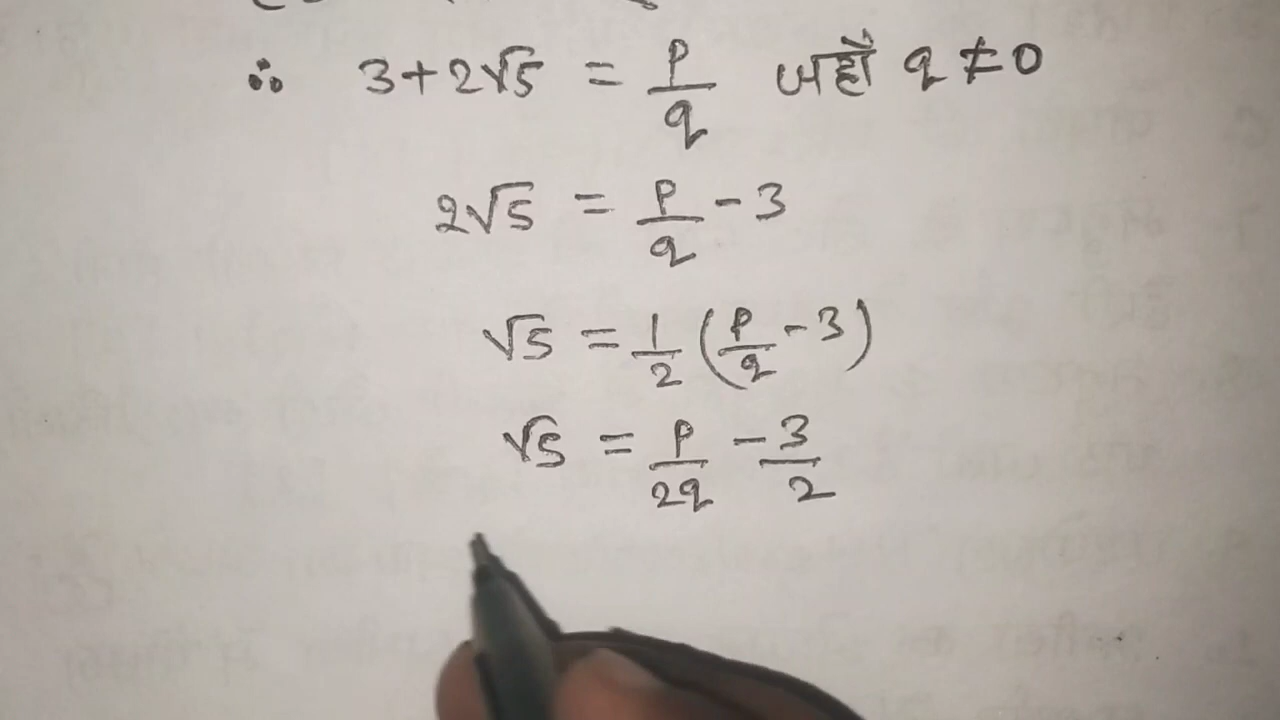 ∴ 3+2√5 = p/q जहाँ q ≠ 0
2√5 = p/q - 3
√5 = 1/2 (p/q - 3)
√5 = p/2q - 3/2